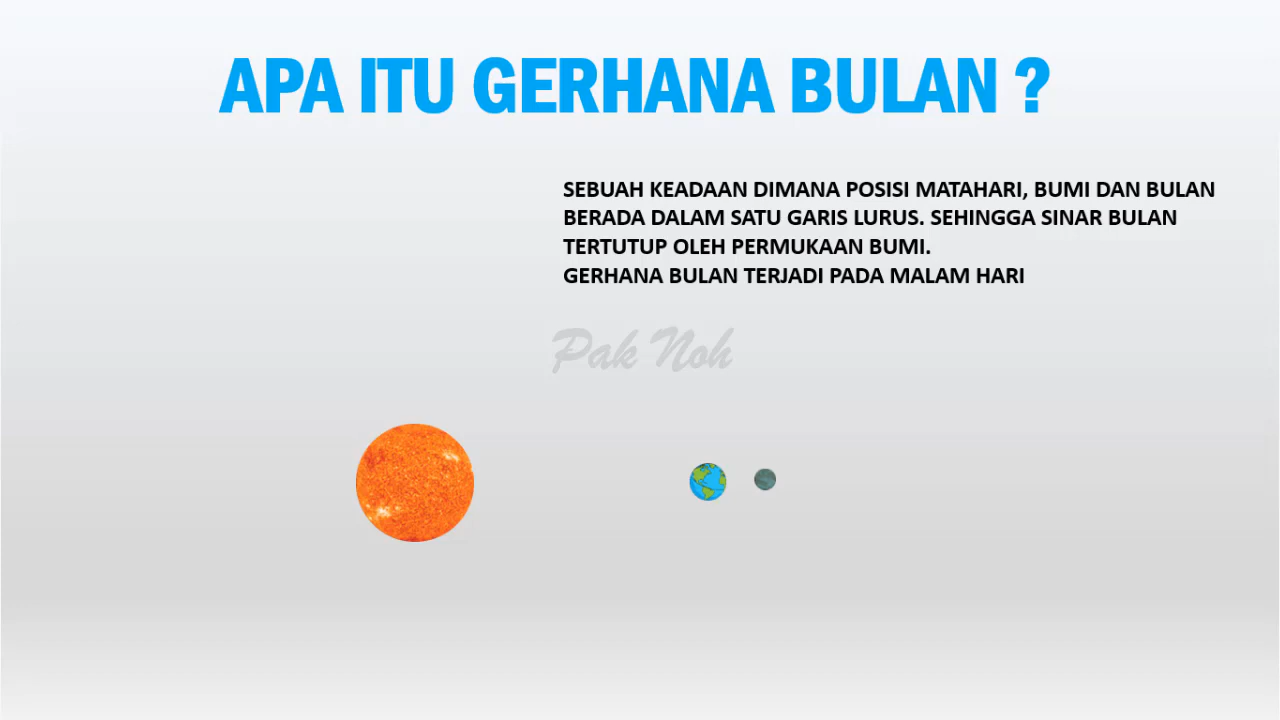 APA ITU GERHANA BULAN ?
SEBUAH KEADAAN DIMANA POSISI MATAHARI, BUMI DAN BULAN
BERADA DALAM SATU GARIS LURUS. SEHINGGA SINAR BULAN
TERTUTUP OLEH PERMUKAAN BUMI.
GERHANA BULAN TERJADI PADA MALAM HARI
Pak Noh